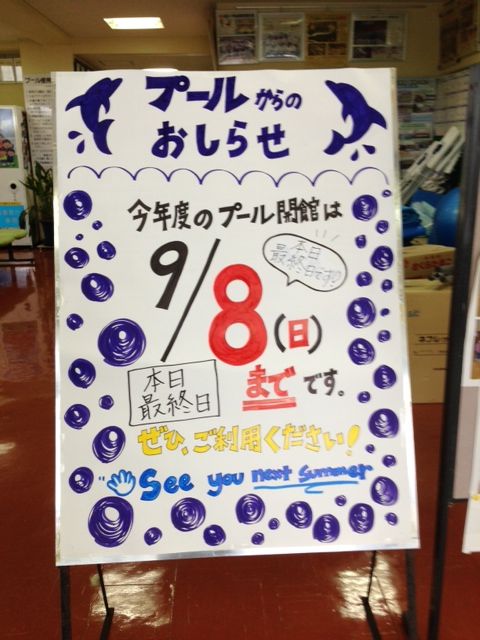 プールからの
おしらせ
今年度のプール開館は
9/8(日)
本日
最終日です!!
までです。
本日
最終日
ぜひ、ご利用ください!
See you next summer